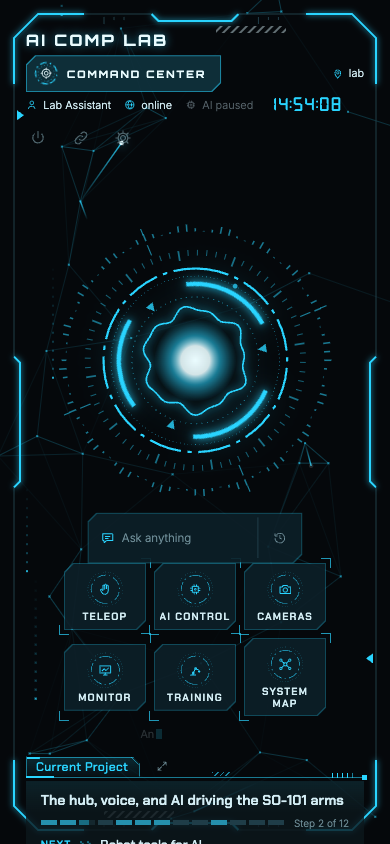 AI COMP LAB
COMMAND CENTER
lab
Lab Assistant online AI paused 14:54:08
Ask anything
TELEOP AI CONTROL CAMERAS
MONITOR TRAINING SYSTEM MAP
An
Current Project
The hub, voice, and AI driving the SO-101 arms
Step 2 of 12
NEXT >> Robot tools for AI